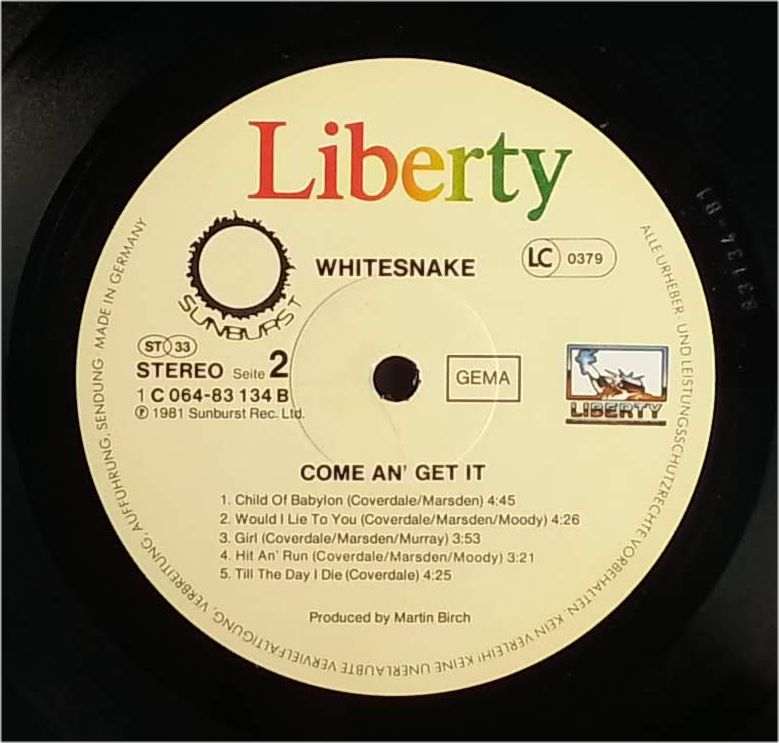 Liberty
SUNBURST
WHITESNAKE
LC 0379
ST 33
STEREO Seite 2
1 C 064-83 134 B
℗ 1981 Sunburst Rec. Ltd.
GEMA
LIBERTY
COME AN' GET IT
1. Child Of Babylon (Coverdale/Marsden) 4:45
2. Would I Lie To You (Coverdale/Marsden/Moody) 4:26
3. Girl (Coverdale/Marsden/Murray) 3:53
4. Hit An' Run (Coverdale/Marsden/Moody) 3:21
5. Till The Day I Die (Coverdale) 4:25
Produced by Martin Birch
ALLE URHEBER UND LEISTUNGSSCHUTZRECHTE VORBEHALTEN. KEIN VERLEIH! KEINE UNERLAUBTE VERVIELFÄLTIGUNG, VERBREITUNG, AUFFÜHRUNG, SENDUNG MADE IN GERMANY
83134-B1